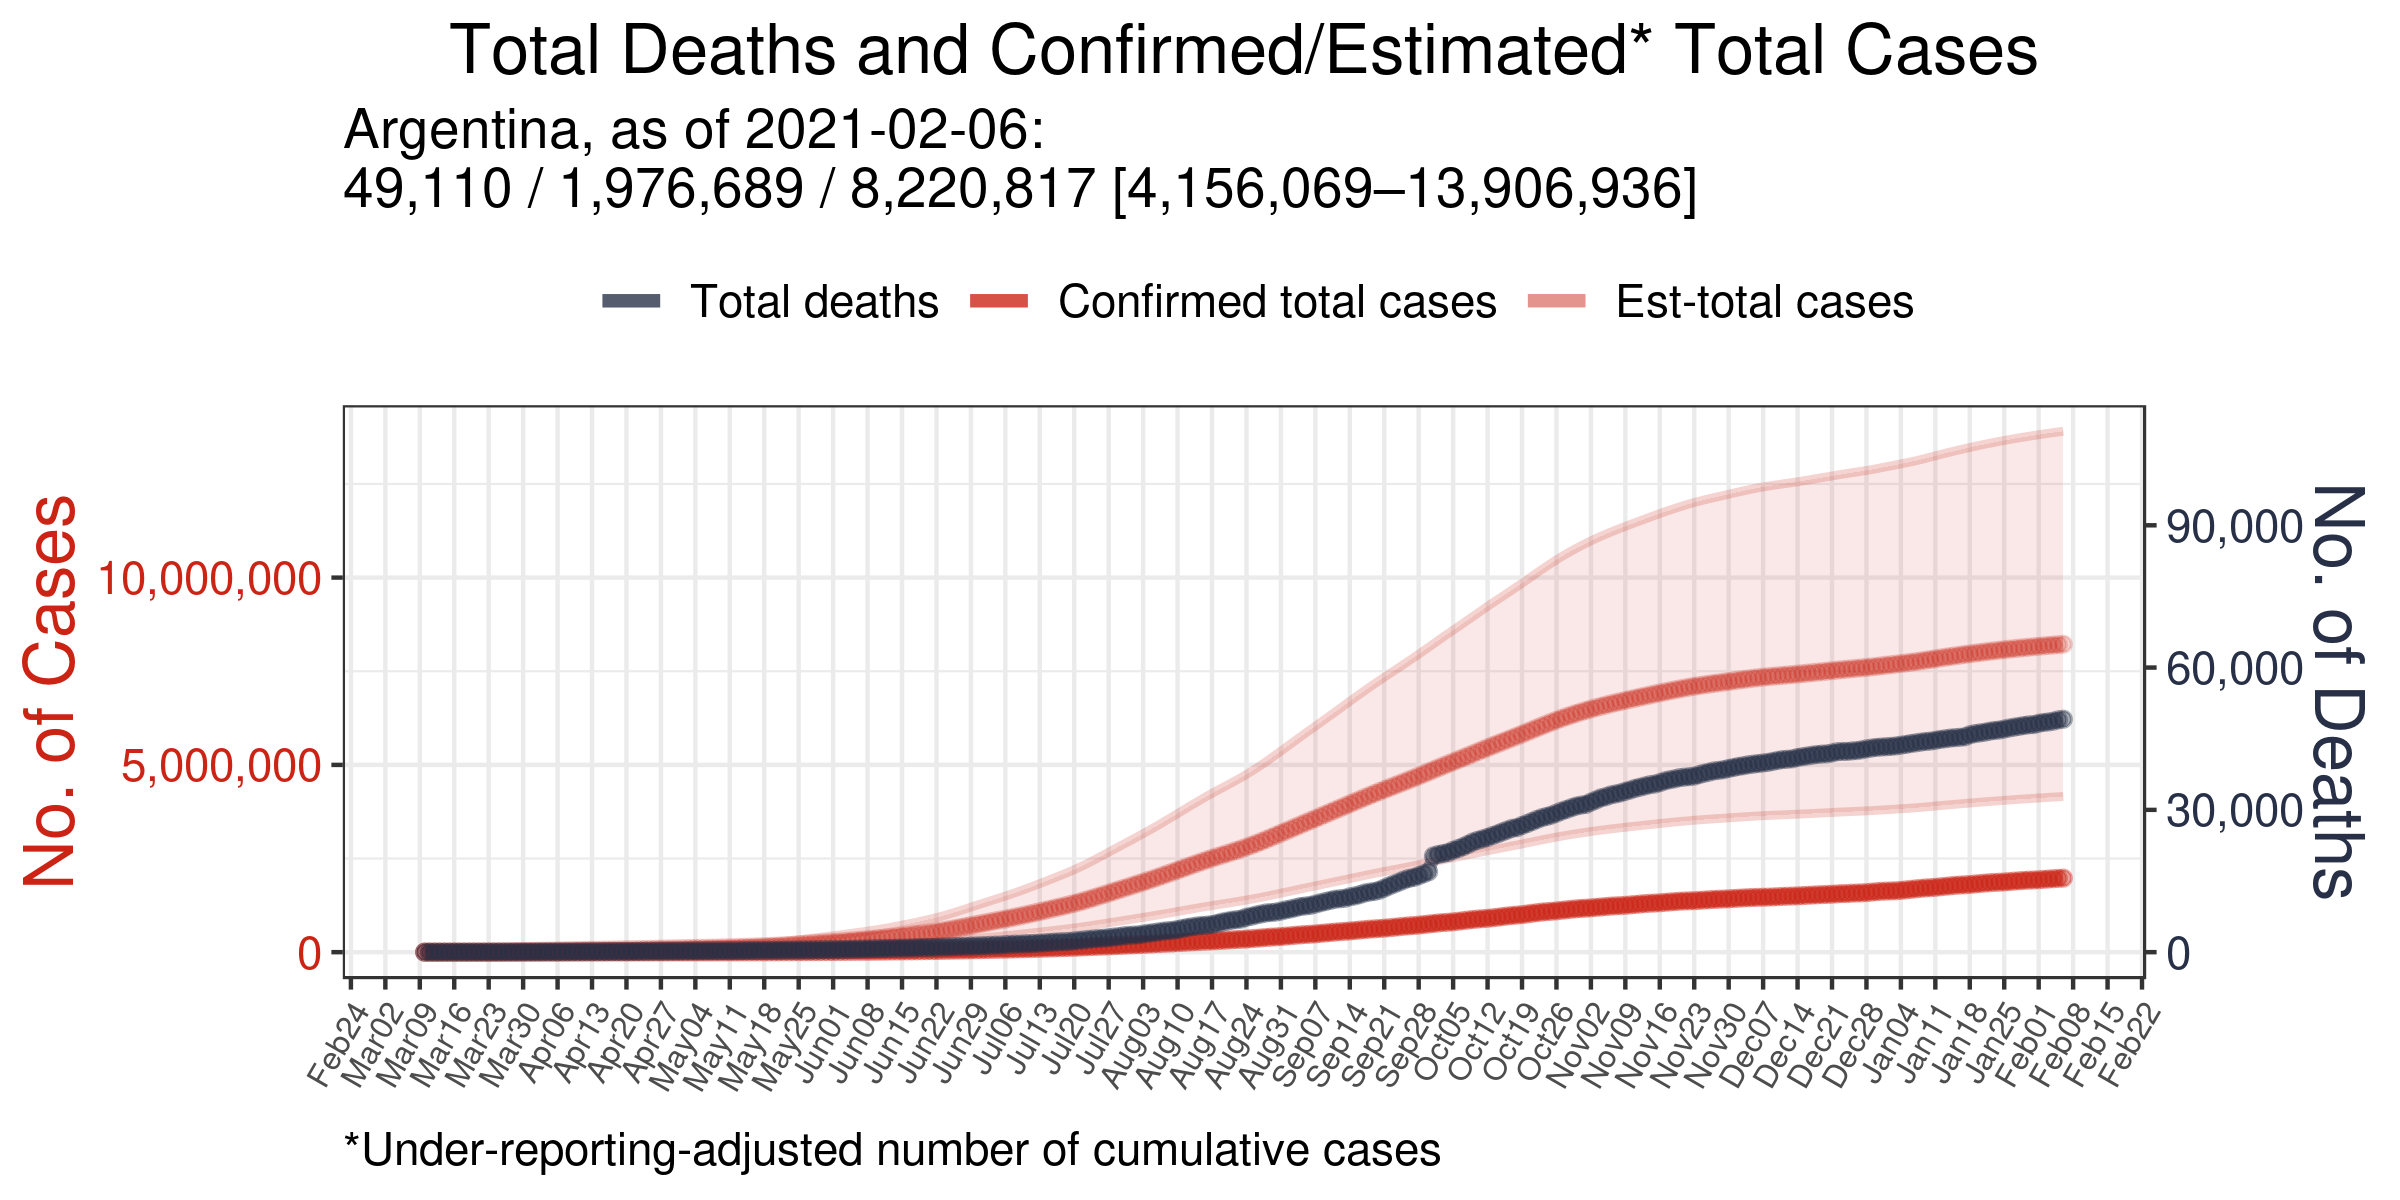 Total Deaths and Confirmed/Estimated* Total Cases
Argentina, as of 2021-02-06:
49,110 / 1,976,689 / 8,220,817 [4,156,069–13,906,936]
Total deaths
Confirmed total cases
Est-total cases
No. of Cases
10,000,000
5,000,000
0
90,000
60,000
30,000
0
No. of Deaths
Feb24
Mar02
Mar09
Mar16
Mar23
Mar30
Apr06
Apr13
Apr20
Apr27
May04
May11
May18
May25
Jun01
Jun08
Jun15
Jun22
Jun29
Jul06
Jul13
Jul20
Jul27
Aug03
Aug10
Aug17
Aug24
Aug31
Sep07
Sep14
Sep21
Sep28
Oct05
Oct12
Oct19
Oct26
Nov02
Nov09
Nov16
Nov23
Nov30
Dec07
Dec14
Dec21
Dec28
Jan04
Jan11
Jan18
Jan25
Feb01
Feb08
Feb15
Feb22
*Under-reporting-adjusted number of cumulative cases